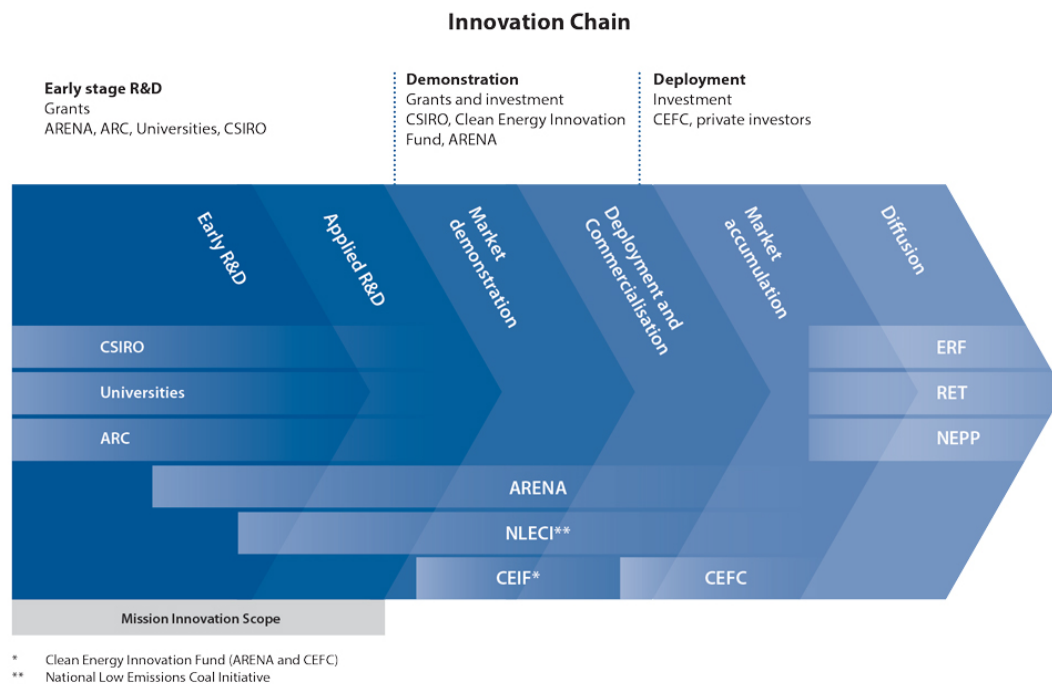 Innovation Chain
Early stage R&D
Grants
ARENA, ARC, Universities, CSIRO
Demonstration
Grants and investment
CSIRO, Clean Energy Innovation
Fund, ARENA
Deployment
Investment
CEFC, private investors
Early R&D
Applied R&D
Market
demonstration
Deployment and
Commercialisation
Market
accumulation
Diffusion
CSIRO
ERF
Universities
RET
ARC
NEPP
ARENA
NLECI**
CEIF*
CEFC
Mission Innovation Scope
* Clean Energy Innovation Fund (ARENA and CEFC)
** National Low Emissions Coal Initiative